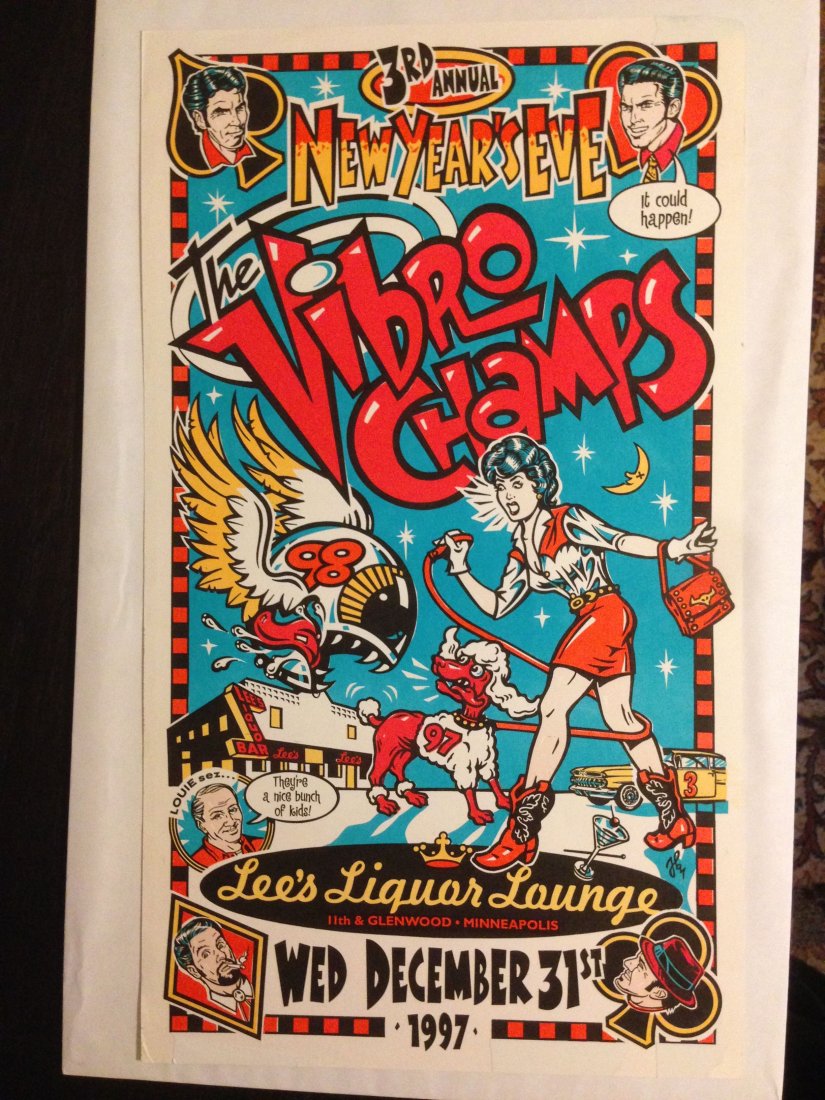 3RD ANNUAL
NEW YEAR'S EVE
it could
happen!
The
VIBRO
CHAMPS
98
97
LEE'S
BAR
Lee's
Lee's
3
LOUIE sez...
They're
a nice bunch
of kids!
Lee's Liquor Lounge
11th & GLENWOOD • MINNEAPOLIS
WED DECEMBER 31ST
· 1997 ·